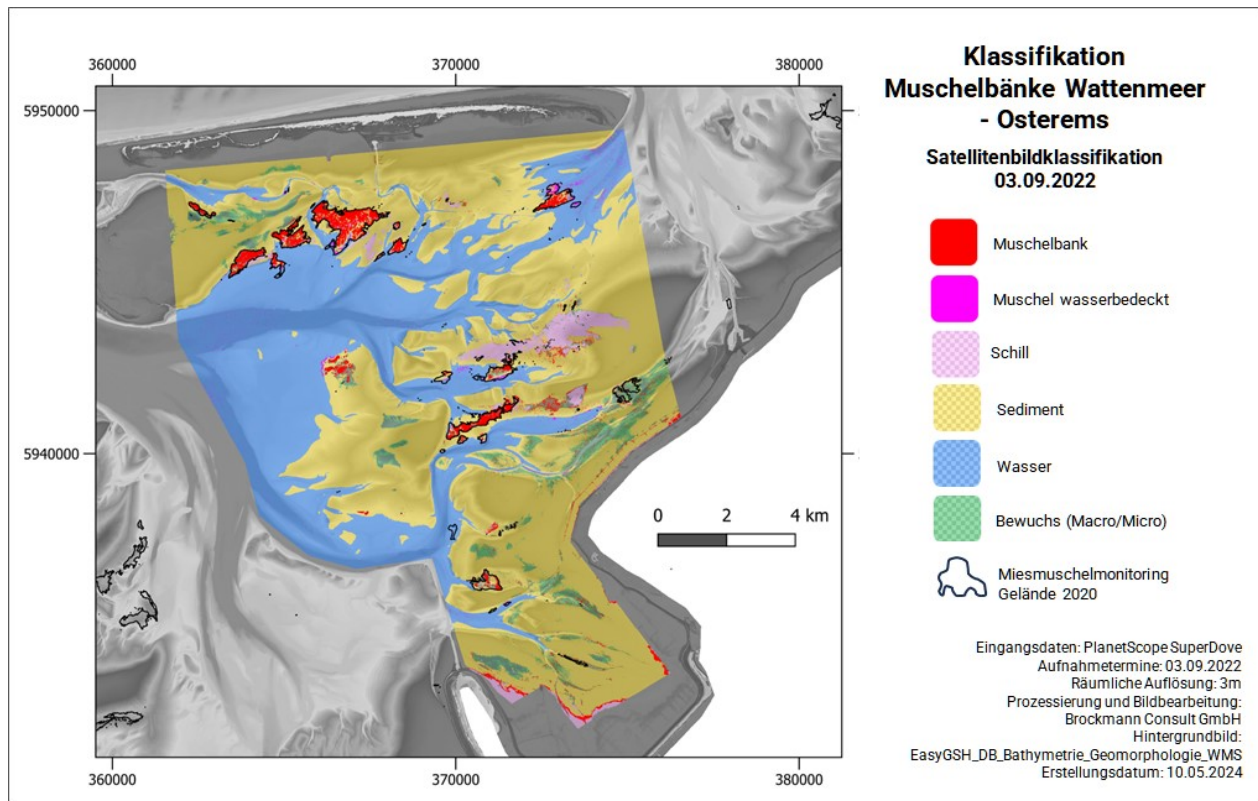 Klassifikation
Muschelbänke Wattenmeer
- Osterems
Satellitenbildklassifikation
03.09.2022
360000
370000
380000
5950000
5940000
0 2 4 km
360000
370000
380000
Muschelbank
Muschel wasserbedeckt
Schill
Sediment
Wasser
Bewuchs (Macro/Micro)
Miesmuschelmonitoring
Gelände 2020
Eingangsdaten: PlanetScope SuperDove
Aufnahmetermine: 03.09.2022
Räumliche Auflösung: 3m
Prozessierung und Bildbearbeitung:
Brockmann Consult GmbH
Hintergrundbild:
EasyGSH_DB_Bathymetrie_Geomorphologie_WMS
Erstellungsdatum: 10.05.2024